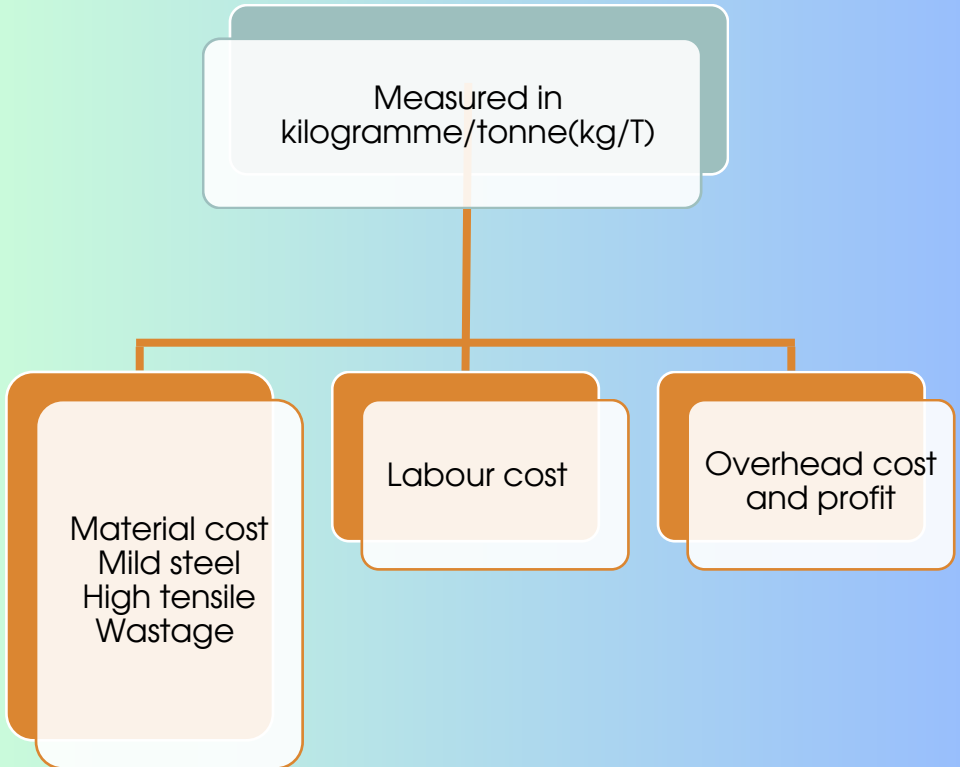 Measured in
kilogramme/tonne(kg/T)
Material cost
Mild steel
High tensile
Wastage
Labour cost
Overhead cost
and profit